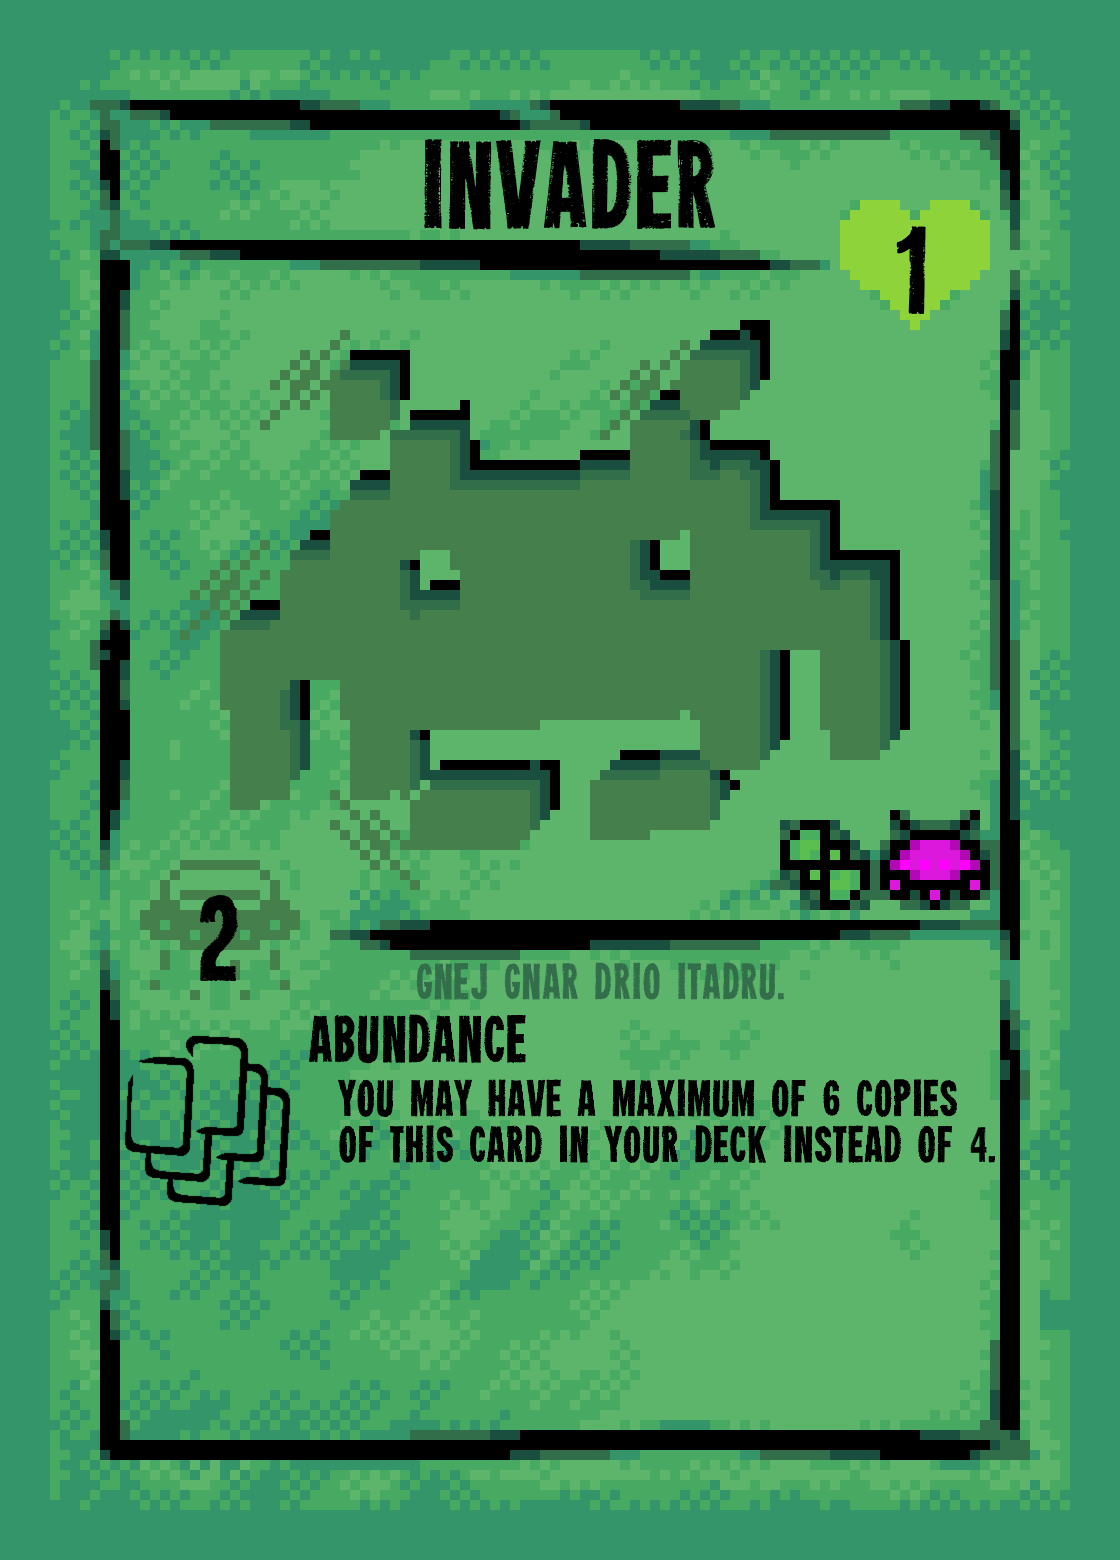 INVADER
1
2
GNEJ GNAR DRIO ITADRU.
ABUNDANCE
YOU MAY HAVE A MAXIMUM OF 6 COPIES
OF THIS CARD IN YOUR DECK INSTEAD OF 4.